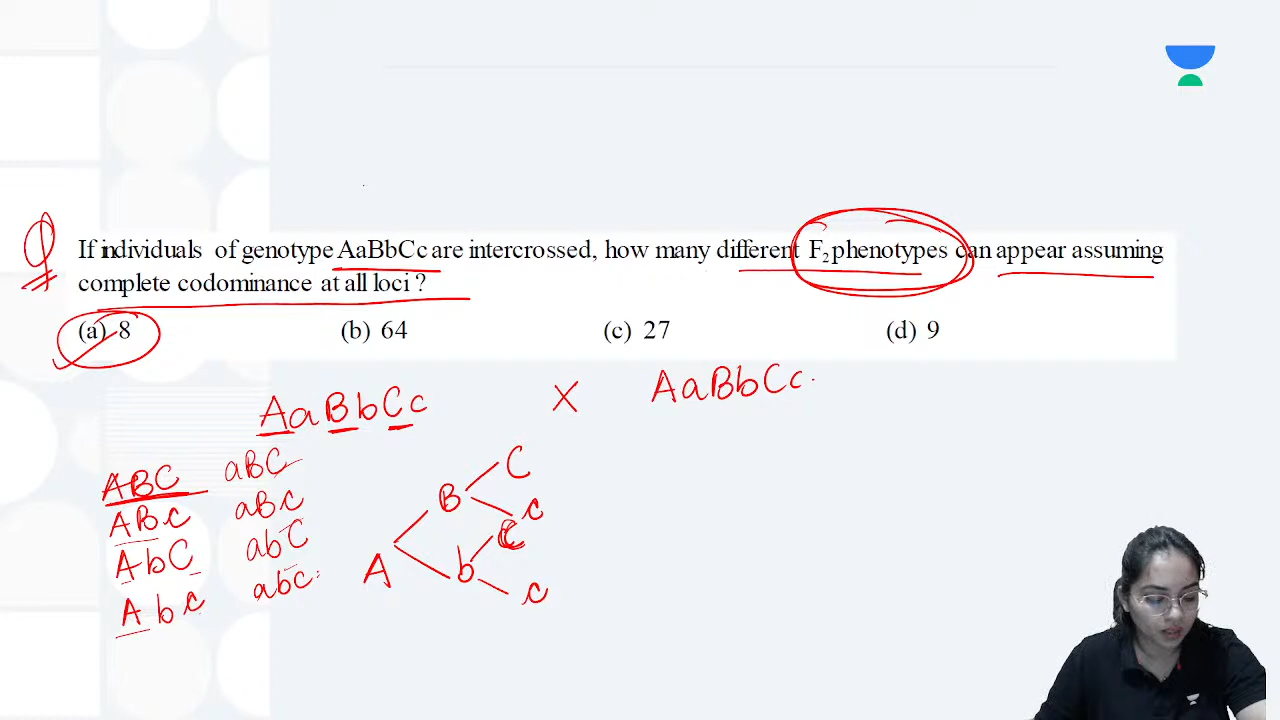 Q
If individuals of genotype AaBbCc are intercrossed, how many different F₂ phenotypes can appear assuming
complete codominance at all loci ?
(a) 8 (b) 64 (c) 27 (d) 9
AaBbCc X AaBbCc.
ABC aBC
ABc aBc
AbC abC
Abc abc
A
B
C
c
b
C
c